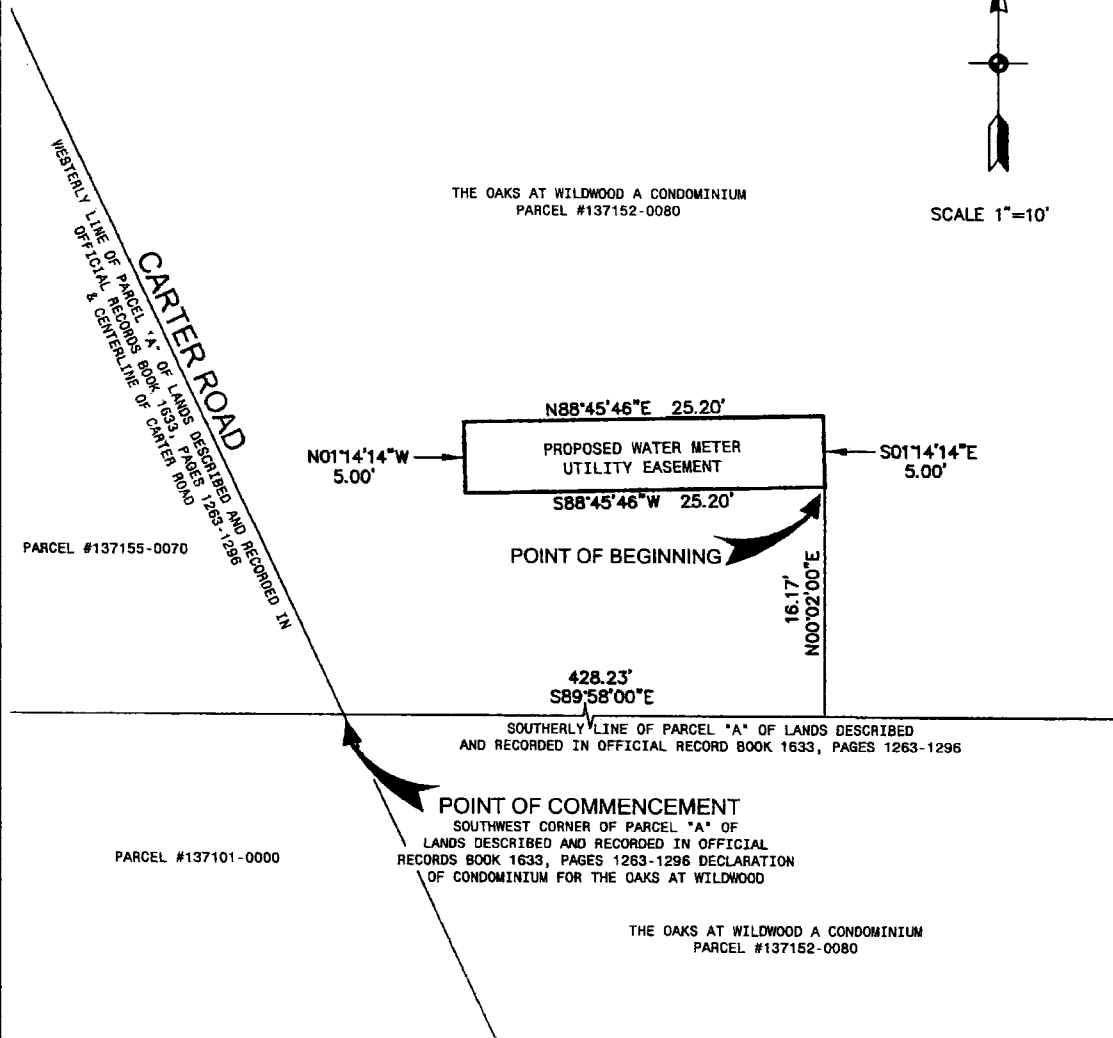 THE OAKS AT WILDWOOD A CONDOMINIUM
PARCEL #137152-0080
SCALE 1"=10'
CARTER ROAD
WESTERLY LINE OF PARCEL "A" OF LANDS DESCRIBED AND RECORDED IN
OFFICIAL RECORDS BOOK 1633, PAGES 1263-1296
& CENTERLINE OF CARTER ROAD
N88°45'46"E 25.20'
N01°14'14"W
5.00'
PROPOSED WATER METER
UTILITY EASEMENT
S01°14'14"E
5.00'
S88°45'46"W 25.20'
PARCEL #137155-0070
POINT OF BEGINNING
16.17'
N00°02'00"E
428.23'
S89°58'00"E
SOUTHERLY LINE OF PARCEL "A" OF LANDS DESCRIBED
AND RECORDED IN OFFICIAL RECORD BOOK 1633, PAGES 1263-1296
POINT OF COMMENCEMENT
SOUTHWEST CORNER OF PARCEL "A" OF
LANDS DESCRIBED AND RECORDED IN OFFICIAL
RECORDS BOOK 1633, PAGES 1263-1296 DECLARATION
OF CONDOMINIUM FOR THE OAKS AT WILDWOOD
PARCEL #137101-0000
THE OAKS AT WILDWOOD A CONDOMINIUM
PARCEL #137152-0080